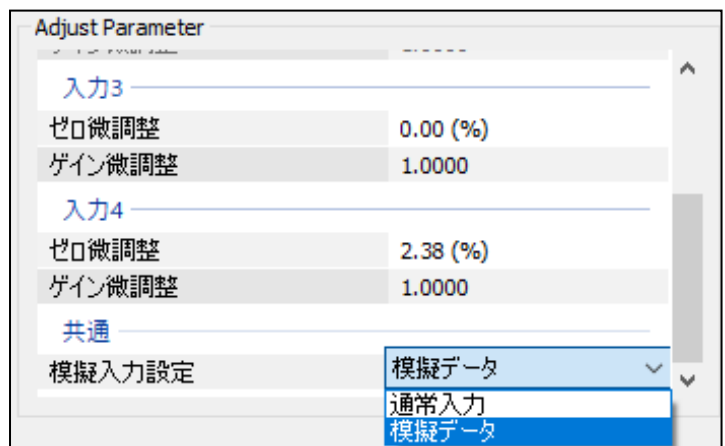 Adjust Parameter
入力3
ゼロ微調整 0.00 (%)
ゲイン微調整 1.0000
入力4
ゼロ微調整 2.38 (%)
ゲイン微調整 1.0000
共通
模擬入力設定 模擬データ
通常入力
模擬データ